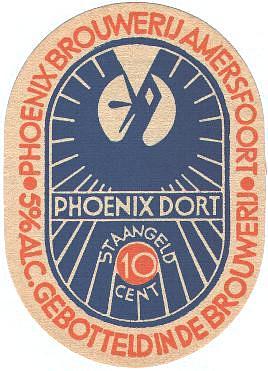 • PHOENIX BROUWERIJ AMERSFOORT •
PHOENIX DORT
STAANGELD
10
CENT
5% ALC. GEBOTTELD IN DE BROUWERIJ